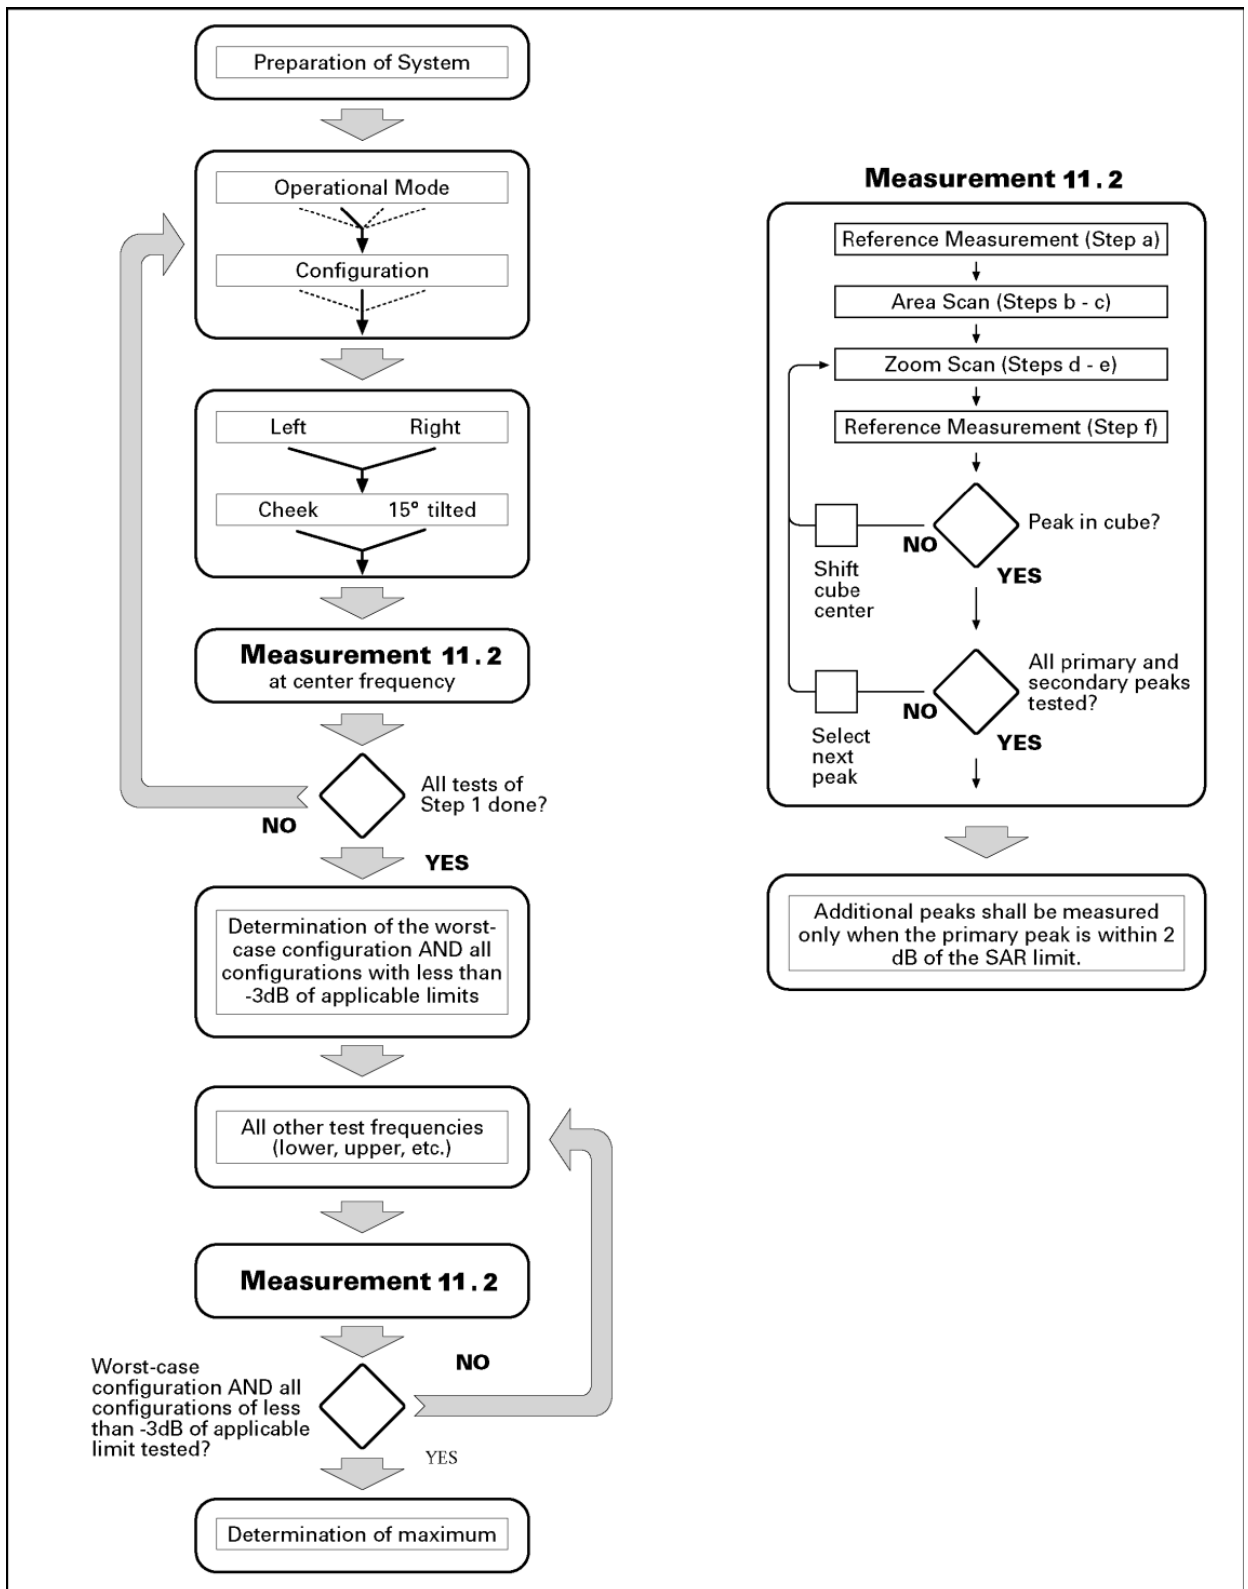 Preparation of System
Operational Mode
Configuration
Left Right
Cheek 15° tilted
Measurement 11.2
at center frequency
All tests of
Step 1 done?
NO
YES
Determination of the worst-
case configuration AND all
configurations with less than
-3dB of applicable limits
All other test frequencies
(lower, upper, etc.)
Measurement 11.2
NO
Worst-case
configuration AND all
configurations of less
than -3dB of applicable
limit tested?
YES
Determination of maximum
Measurement 11.2
Reference Measurement (Step a)
Area Scan (Steps b - c)
Zoom Scan (Steps d - e)
Reference Measurement (Step f)
Peak in cube?
NO
Shift
cube
center
YES
All primary and
secondary peaks
tested?
NO
Select
next
peak
YES
Additional peaks shall be measured
only when the primary peak is within 2
dB of the SAR limit.